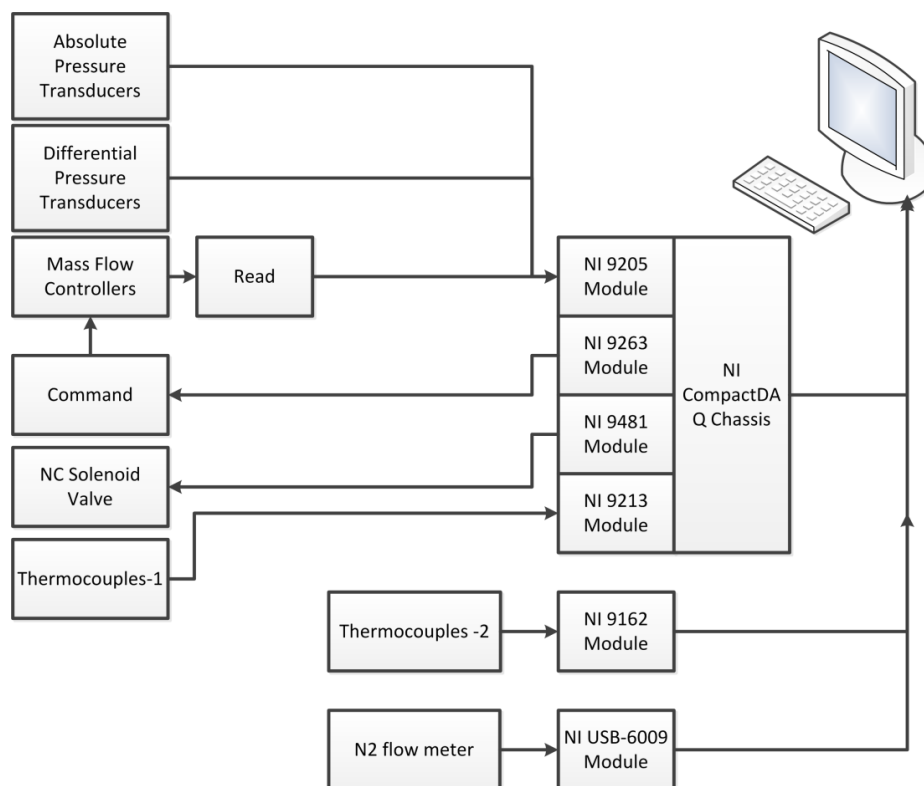 Absolute
Pressure
Transducers
Differential
Pressure
Transducers
Mass Flow
Controllers
Read
Command
NC Solenoid
Valve
Thermocouples-1
NI 9205
Module
NI 9263
Module
NI 9481
Module
NI 9213
Module
NI
CompactDA
Q Chassis
Thermocouples -2
NI 9162
Module
N2 flow meter
NI USB-6009
Module